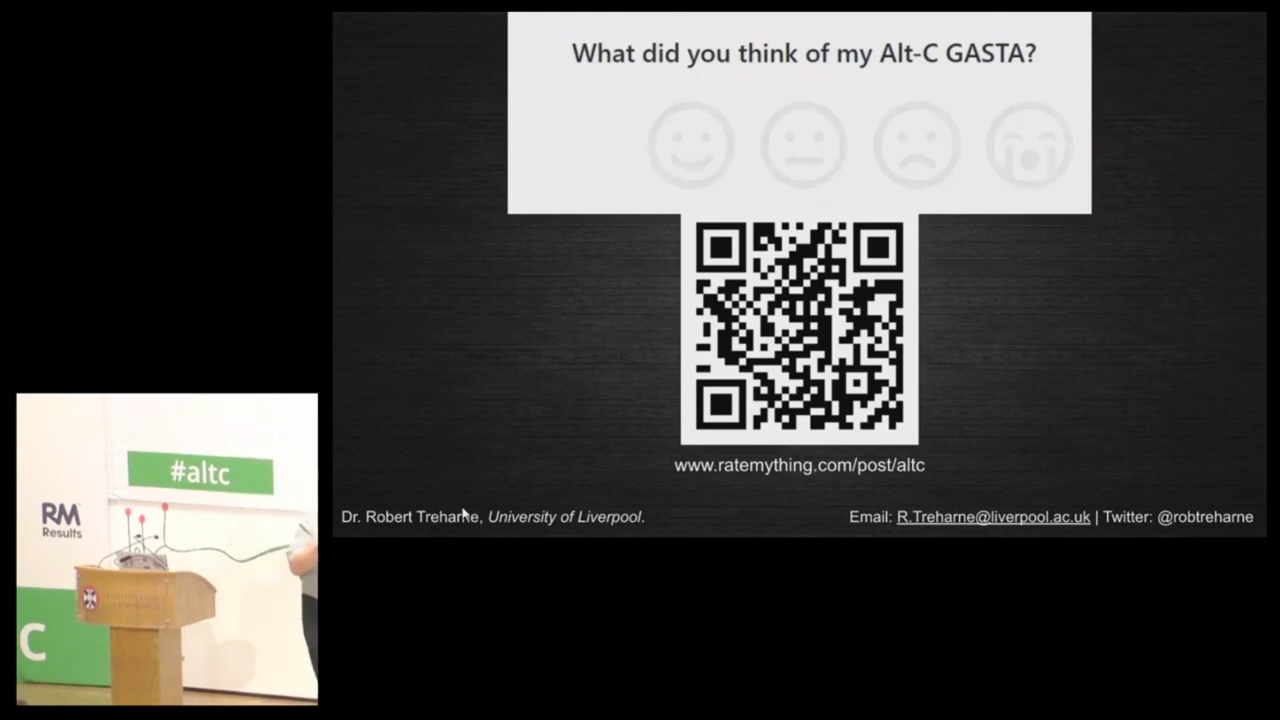 What did you think of my Alt-C GASTA?
www.ratemything.com/post/altc
Dr. Robert Treharne, University of Liverpool.
Email: R.Treharne@liverpool.ac.uk | Twitter: @robtreharne
#altc
RM
Results
C